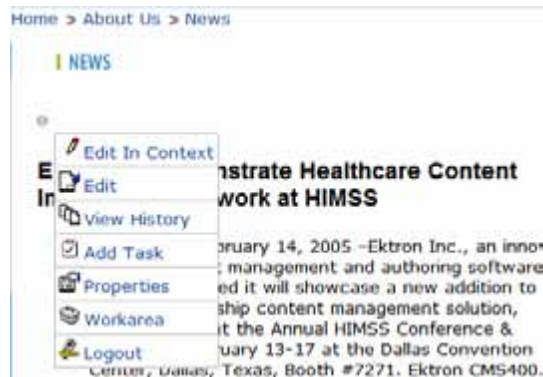 Home > About Us > News
NEWS
Edit In Context
E
nstrate Healthcare Content
Edit
In
work at HIMSS
View History
Add Task
bruary 14, 2005 –Ektron Inc., an inno
Properties
management and authoring software
ed it will showcase a new addition to
Workarea
ship content management solution,
t the Annual HIMSS Conference &
Logout
uary 13-17 at the Dallas Convention
Center, Dallas, Texas, Booth #7271. Ektron CMS400.